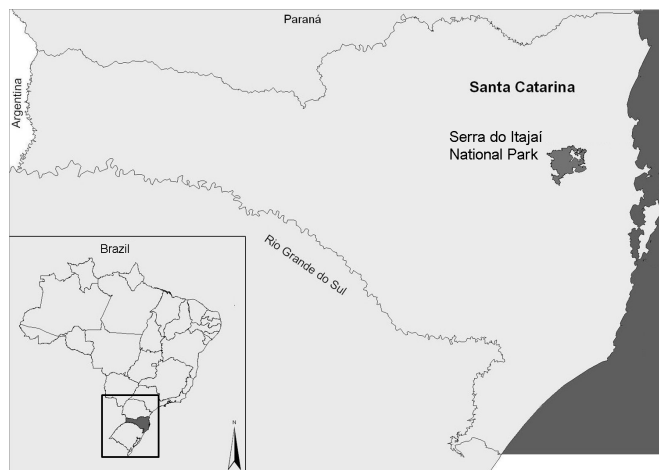 Paraná
Argentina
Santa Catarina
Serra do Itajaí
National Park
Rio Grande do Sul
Brazil
N